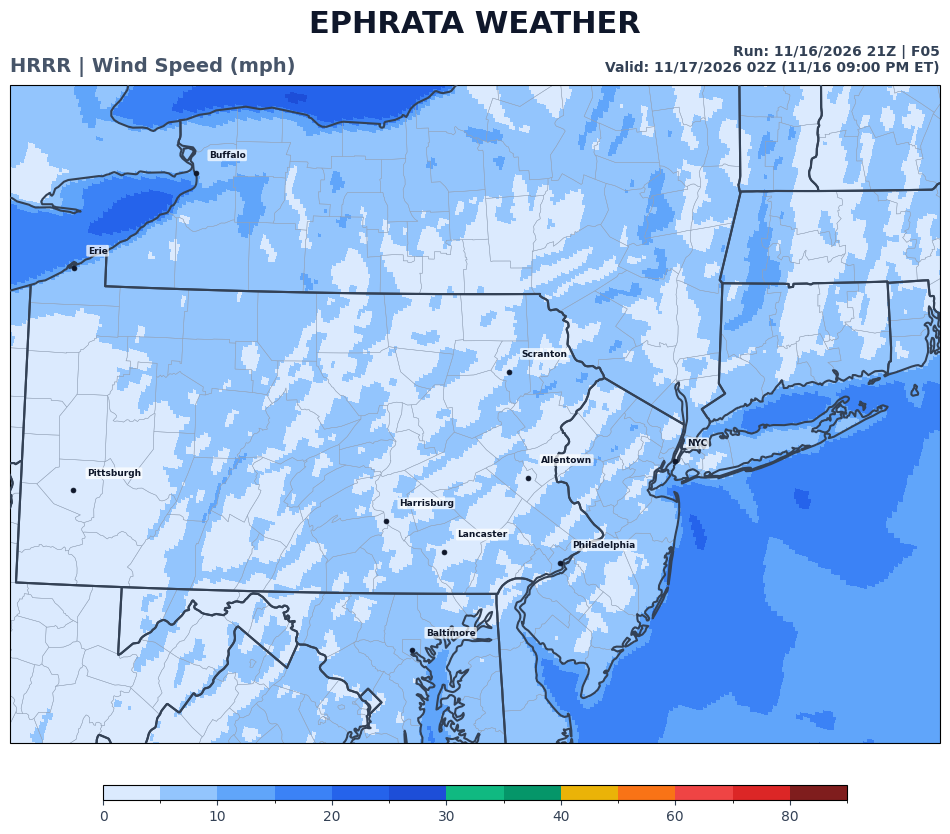 EPHRATA WEATHER
HRRR | Wind Speed (mph)
Run: 11/16/2026 21Z | F05
Valid: 11/17/2026 02Z (11/16 09:00 PM ET)
Buffalo
Erie
Scranton
NYC
Allentown
Pittsburgh
Harrisburg
Lancaster
Philadelphia
Baltimore
0 10 20 30 40 60 80